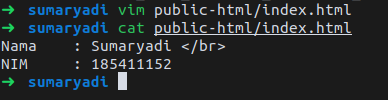 ➜ sumaryadi vim public-html/index.html
➜ sumaryadi cat public-html/index.html
Nama : Sumaryadi </br>
NIM : 185411152
➜ sumaryadi